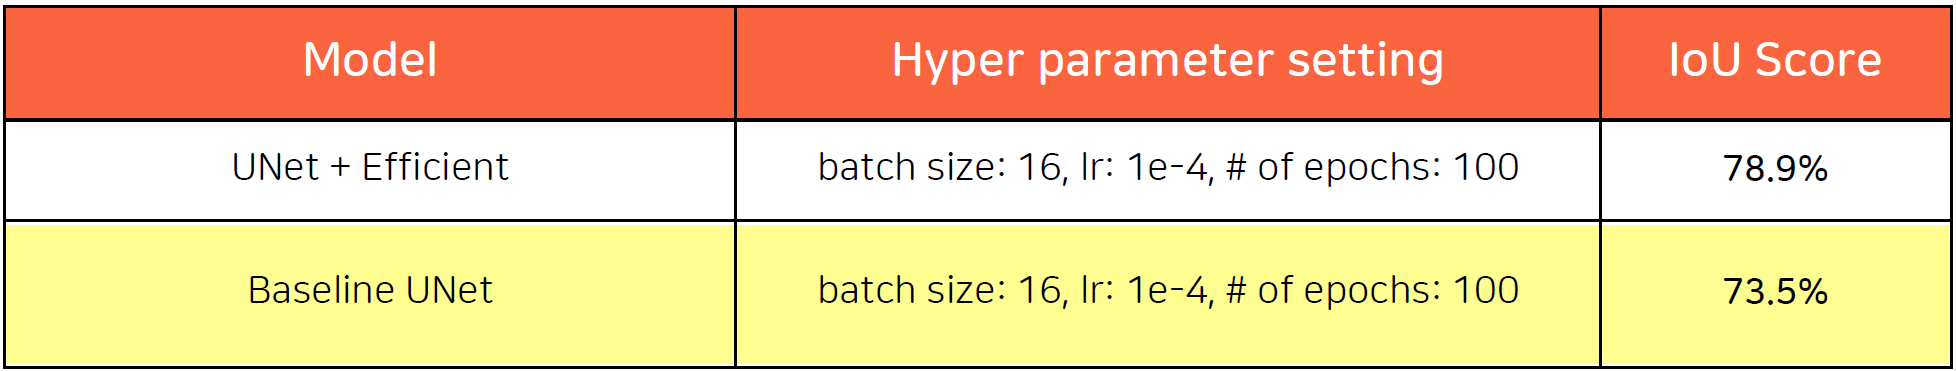 Model Hyper parameter setting IoU Score
UNet + Efficient batch size: 16, lr: 1e-4, # of epochs: 100 78.9%
Baseline UNet batch size: 16, lr: 1e-4, # of epochs: 100 73.5%